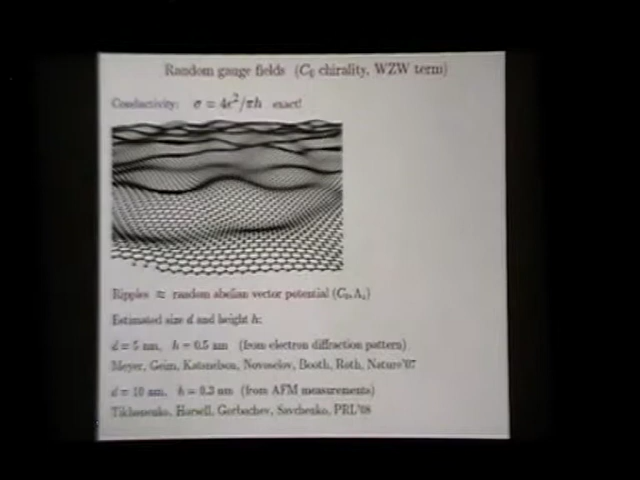 Random gauge fields (C₀ chirality, WZW term)
Conductivity: σ = 4e²/πh exact!
Ripples ≈ random abelian vector potential (C₀, Λ_z)
Estimated size d and height h:
d = 5 nm, h = 0.5 nm (from electron diffraction pattern)
Meyer, Geim, Katsnelson, Novoselov, Booth, Roth, Nature'07
d = 10 nm, h = 0.3 nm (from AFM measurements)
Tikhonenko, Horsell, Gorbachev, Savchenko, PRL'08